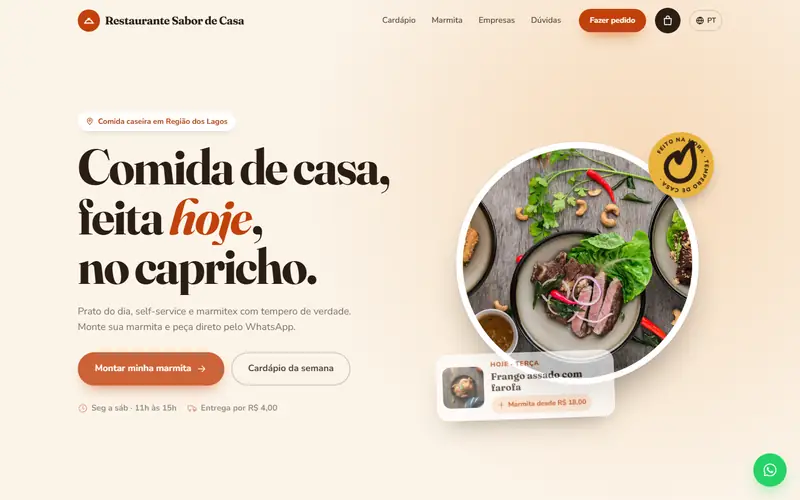 Restaurante Sabor de Casa
Cardápio
Marmita
Empresas
Dúvidas
Fazer pedido
PT
Comida caseira em Região dos Lagos
Comida de casa,
feita hoje,
no capricho.
Prato do dia, self-service e marmitex com tempero de verdade.
Monte sua marmita e peça direto pelo WhatsApp.
Montar minha marmita
Cardápio da semana
Seg a sáb · 11h às 15h
Entrega por R$ 4,00
FEITO NA HORA · TEMPERO DE CASA ·
HOJE · TERÇA
Frango assado com
farofa
Marmita desde R$ 18,00